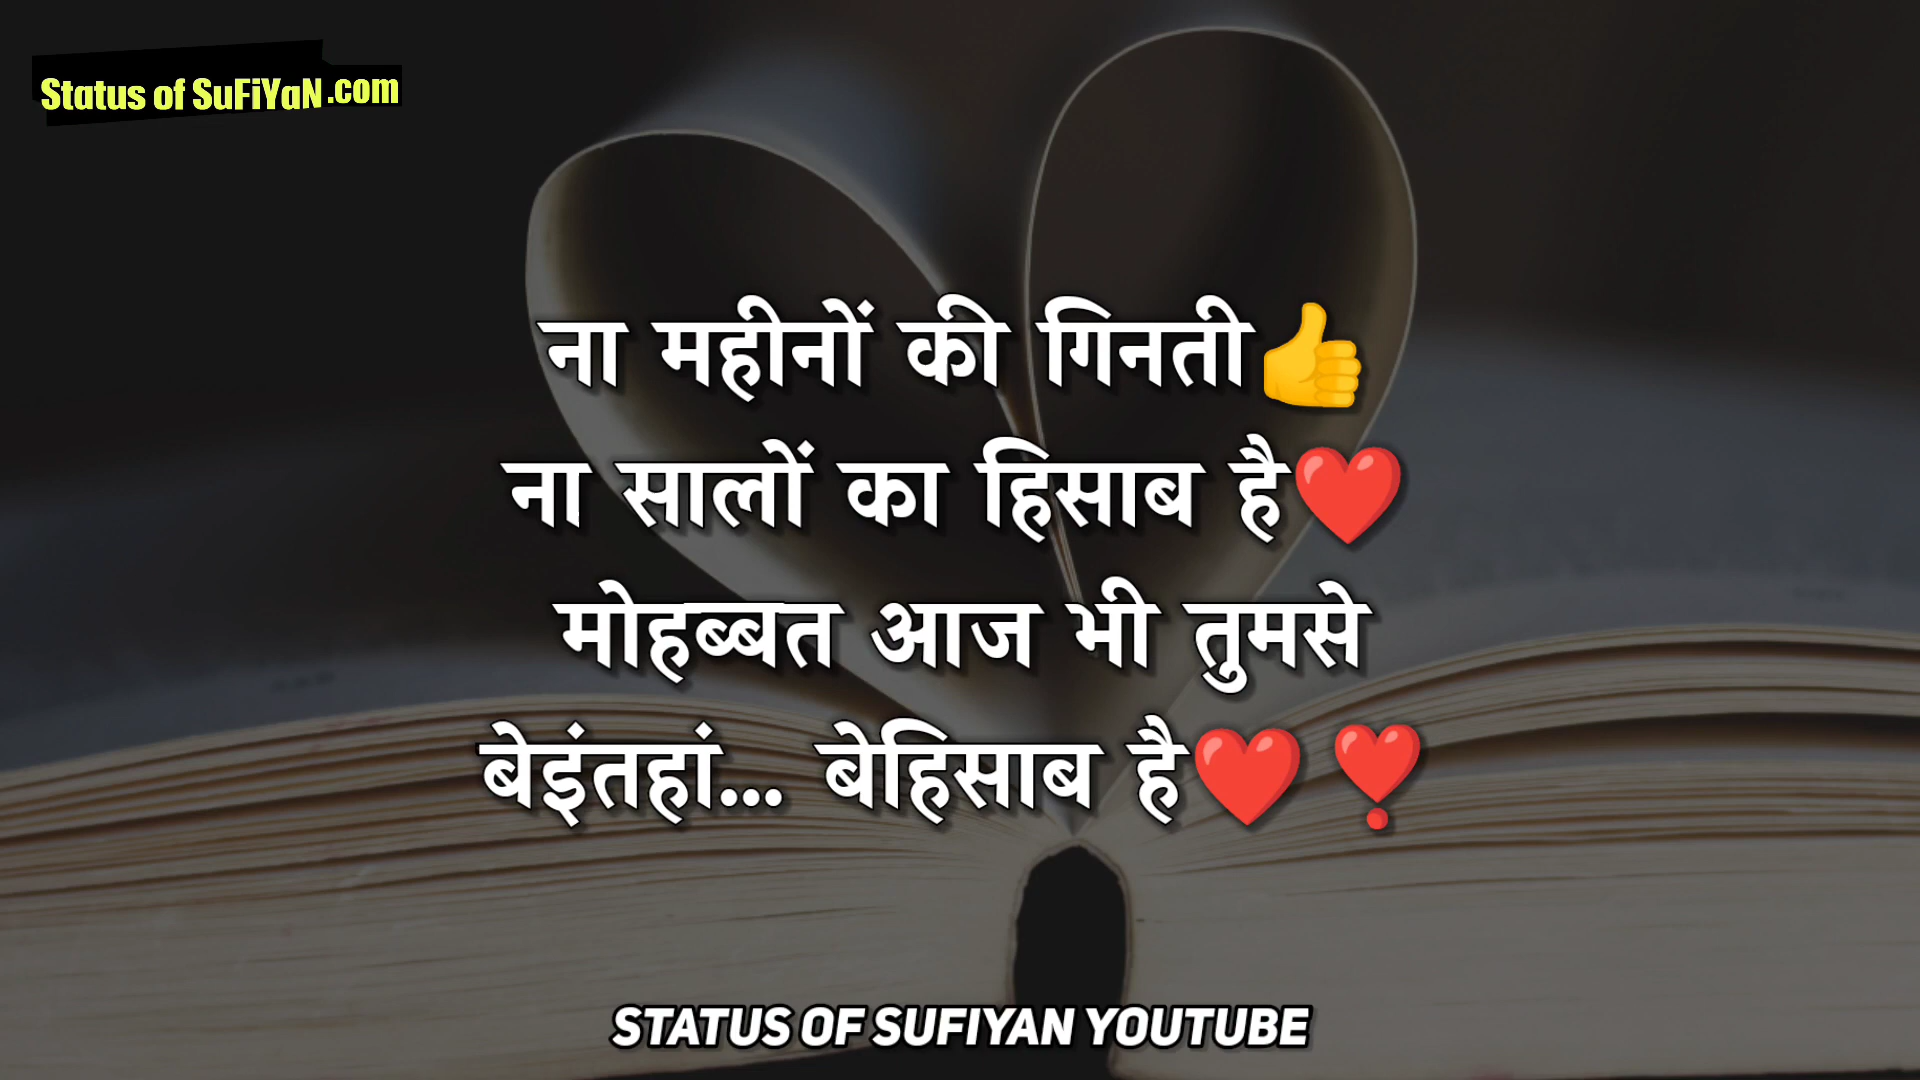 Status of SuFiYaN .com
ना महीनों की गिनती👍
ना सालों का हिसाब है❤️
मोहब्बत आज भी तुमसे
बेइंतहां... बेहिसाब है❤️ ❣️
STATUS OF SUFIYAN YOUTUBE